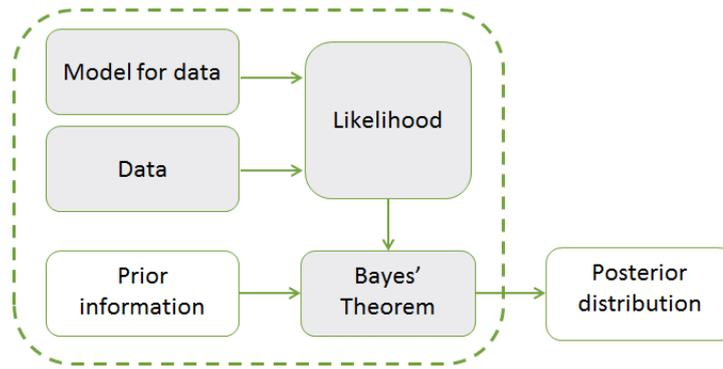 Model for data
Likelihood
Data
Prior
information
Bayes'
Theorem
Posterior
distribution